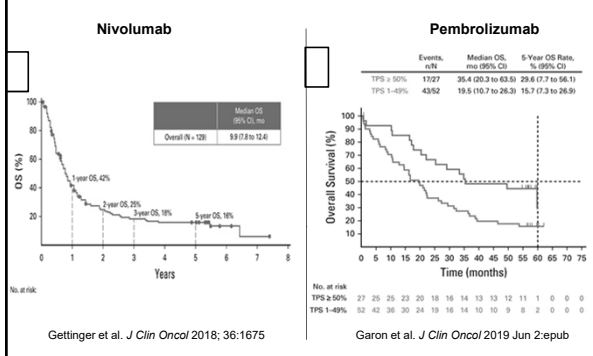 Nivolumab
Median OS
(95% CI), mo
Overall (N = 129) 9.9 (7.8 to 12.4)
OS (%)
100
80
60
40
20
1-year OS, 42%
2-year OS, 25%
3-year OS, 18%
5-year OS, 16%
0 1 2 3 4 5 6 7 8
Years
No. at risk:
Gettinger et al. J Clin Oncol 2018; 36:1675
Pembrolizumab
Events, n/N Median OS, mo (95% CI) 5-Year OS Rate, % (95% CI)
TPS ≥ 50% 17/27 35.4 (20.3 to 63.5) 29.6 (7.7 to 56.1)
TPS 1–49% 43/52 19.5 (10.7 to 26.3) 15.7 (7.3 to 26.9)
Overall Survival (%)
100
90
80
70
60
50
40
30
20
10
0 5 10 15 20 25 30 35 40 45 50 55 60 65 70 75
Time (months)
No. at risk
TPS ≥ 50% 27 25 25 23 20 18 16 14 13 13 12 11 1 0 0 0
TPS 1–49% 52 42 36 30 24 19 16 14 10 10 9 8 2 0 0 0
Garon et al. J Clin Oncol 2019 Jun 2:epub